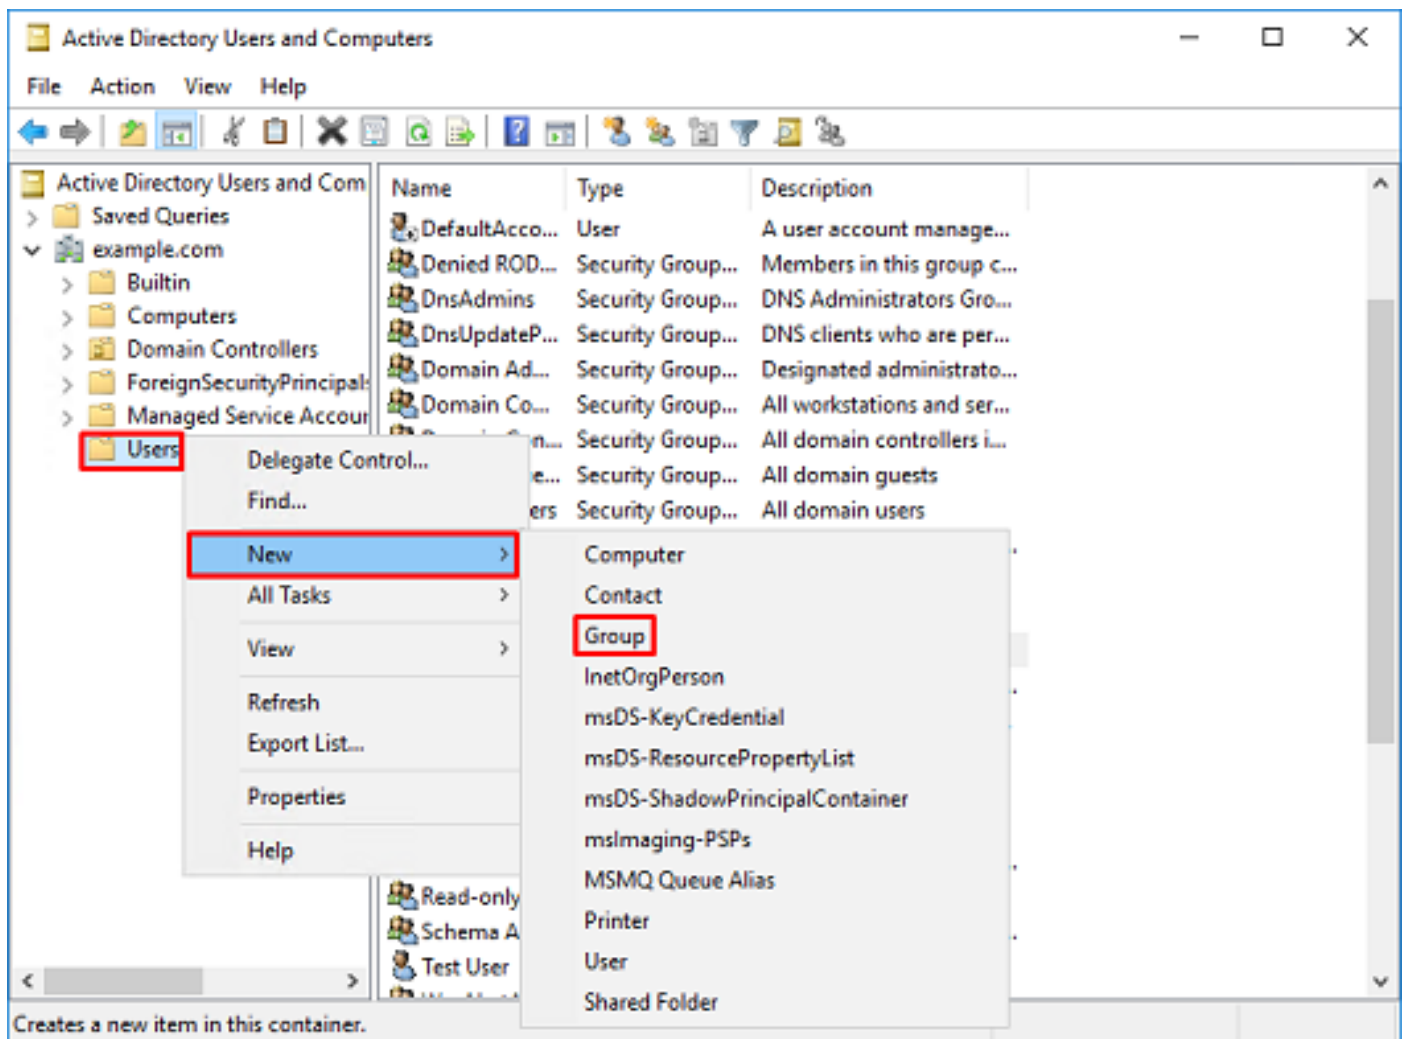 Active Directory Users and Computers
File Action View Help
Active Directory Users and Com
Saved Queries
example.com
Builtin
Computers
Domain Controllers
ForeignSecurityPrincipals
Managed Service Accour
Users
Name Type Description
DefaultAcco... User A user account manage...
Denied ROD... Security Group... Members in this group c...
DnsAdmins Security Group... DNS Administrators Gro...
DnsUpdateP... Security Group... DNS clients who are per...
Domain Ad... Security Group... Designated administrato...
Domain Co... Security Group... All workstations and ser...
n... Security Group... All domain controllers i...
e... Security Group... All domain guests
ers Security Group... All domain users
Delegate Control...
Find...
New
All Tasks
View
Refresh
Export List...
Properties
Help
Computer
Contact
Group
InetOrgPerson
msDS-KeyCredential
msDS-ResourcePropertyList
msDS-ShadowPrincipalContainer
msImaging-PSPs
MSMQ Queue Alias
Printer
User
Shared Folder
Read-only
Schema A
Test User
Creates a new item in this container.